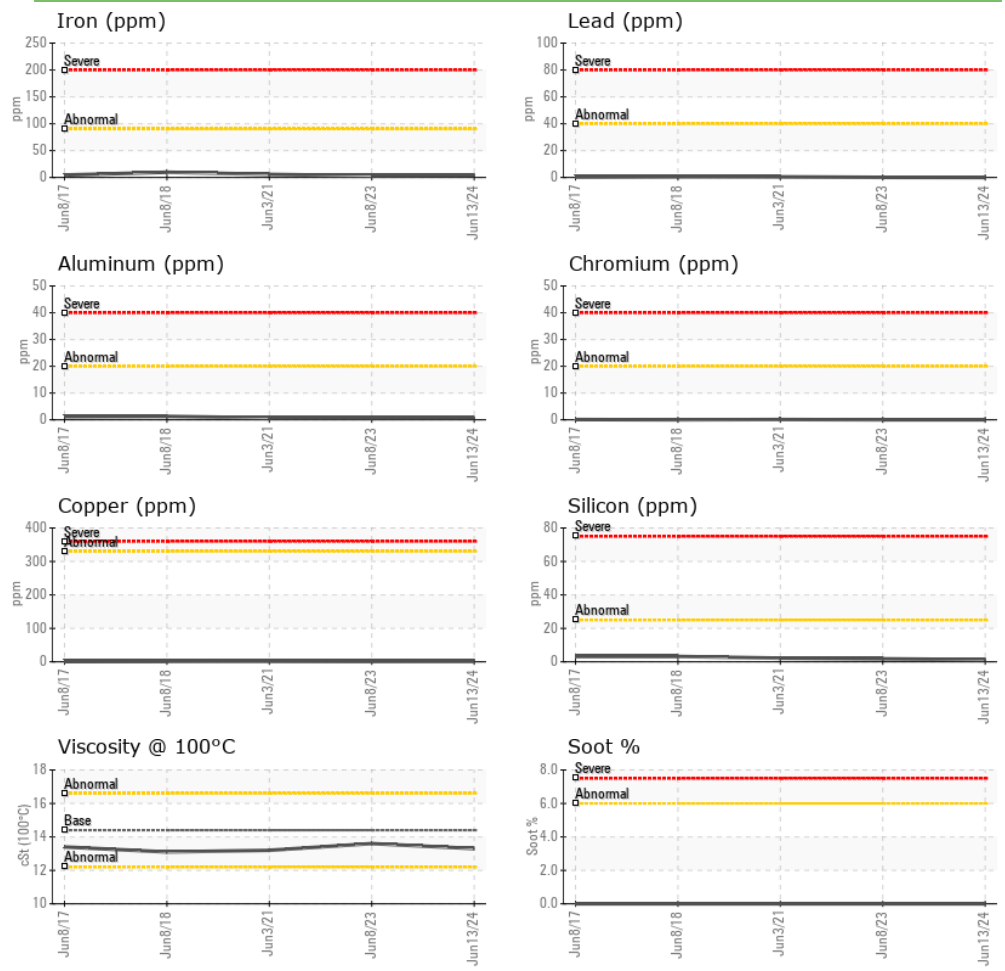 Iron (ppm)
250
200
150
100
50
0
ppm
Severe
Abnormal
Jun8/17
Jun8/18
Jun3/21
Jun8/23
Jun13/24
Lead (ppm)
100
80
60
40
20
0
ppm
Severe
Abnormal
Jun8/17
Jun8/18
Jun3/21
Jun8/23
Jun13/24
Aluminum (ppm)
50
40
30
20
10
0
ppm
Severe
Abnormal
Jun8/17
Jun8/18
Jun3/21
Jun8/23
Jun13/24
Chromium (ppm)
50
40
30
20
10
0
ppm
Severe
Abnormal
Jun8/17
Jun8/18
Jun3/21
Jun8/23
Jun13/24
Copper (ppm)
400
300
200
100
0
ppm
Severe
Abnormal
Jun8/17
Jun8/18
Jun3/21
Jun8/23
Jun13/24
Silicon (ppm)
80
60
40
20
0
ppm
Severe
Abnormal
Jun8/17
Jun8/18
Jun3/21
Jun8/23
Jun13/24
Viscosity @ 100°C
18
16
14
12
10
cSt (100°C)
Abnormal
Base
Abnormal
Jun8/17
Jun8/18
Jun3/21
Jun8/23
Jun13/24
Soot %
8.0
6.0
4.0
2.0
0.0
Soot %
Severe
Abnormal
Jun8/17
Jun8/18
Jun3/21
Jun8/23
Jun13/24